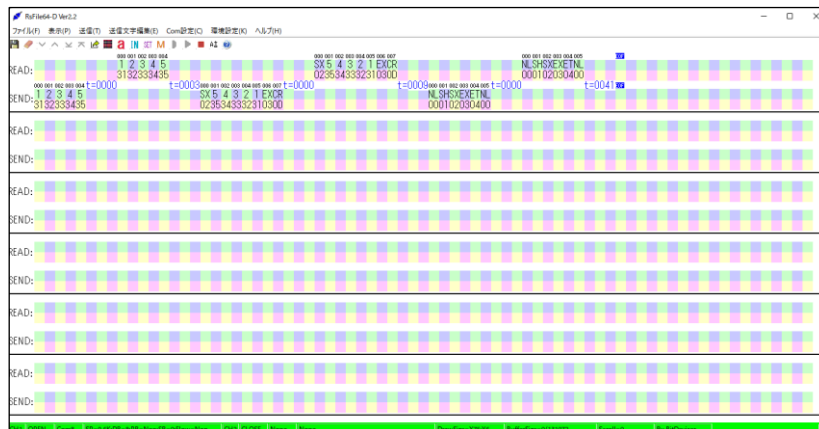 RsFile64-D Ver2.2
ファイル(F) 表示(P) 送信(T) 送信文字編集(E) Com設定(C) 環境設定(K) ヘルプ(H)
a IN SET M
000 001 002 003 004 000 001 002 003 004 005 006 007 000 001 002 003 004 005 EOF
READ: 1 2 3 4 5 SX 5 4 3 2 1 EXCR NLSHSXEXETNL
3132333435 023534333231030D 000102030400
000 001 002 003 004 t=0000 t=0003 000 001 002 003 004 005 006 007 t=0000 t=0009 000 001 002 003 004 005 t=0000 t=0041 EOF
SEND: 1 2 3 4 5 SX 5 4 3 2 1 EXCR NLSHSXEXETNL
3132333435 023534333231030D 000102030400
READ:
SEND:
READ:
SEND:
READ:
SEND:
READ:
SEND:
READ:
SEND: